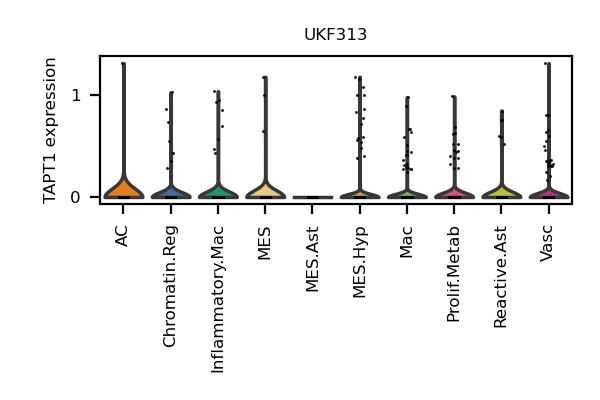 UKF313
TAPT1 expression
1
0
AC
Chromatin.Reg
Inflammatory.Mac
MES
MES.Ast
MES.Hyp
Mac
Prolif.Metab
Reactive.Ast
Vasc